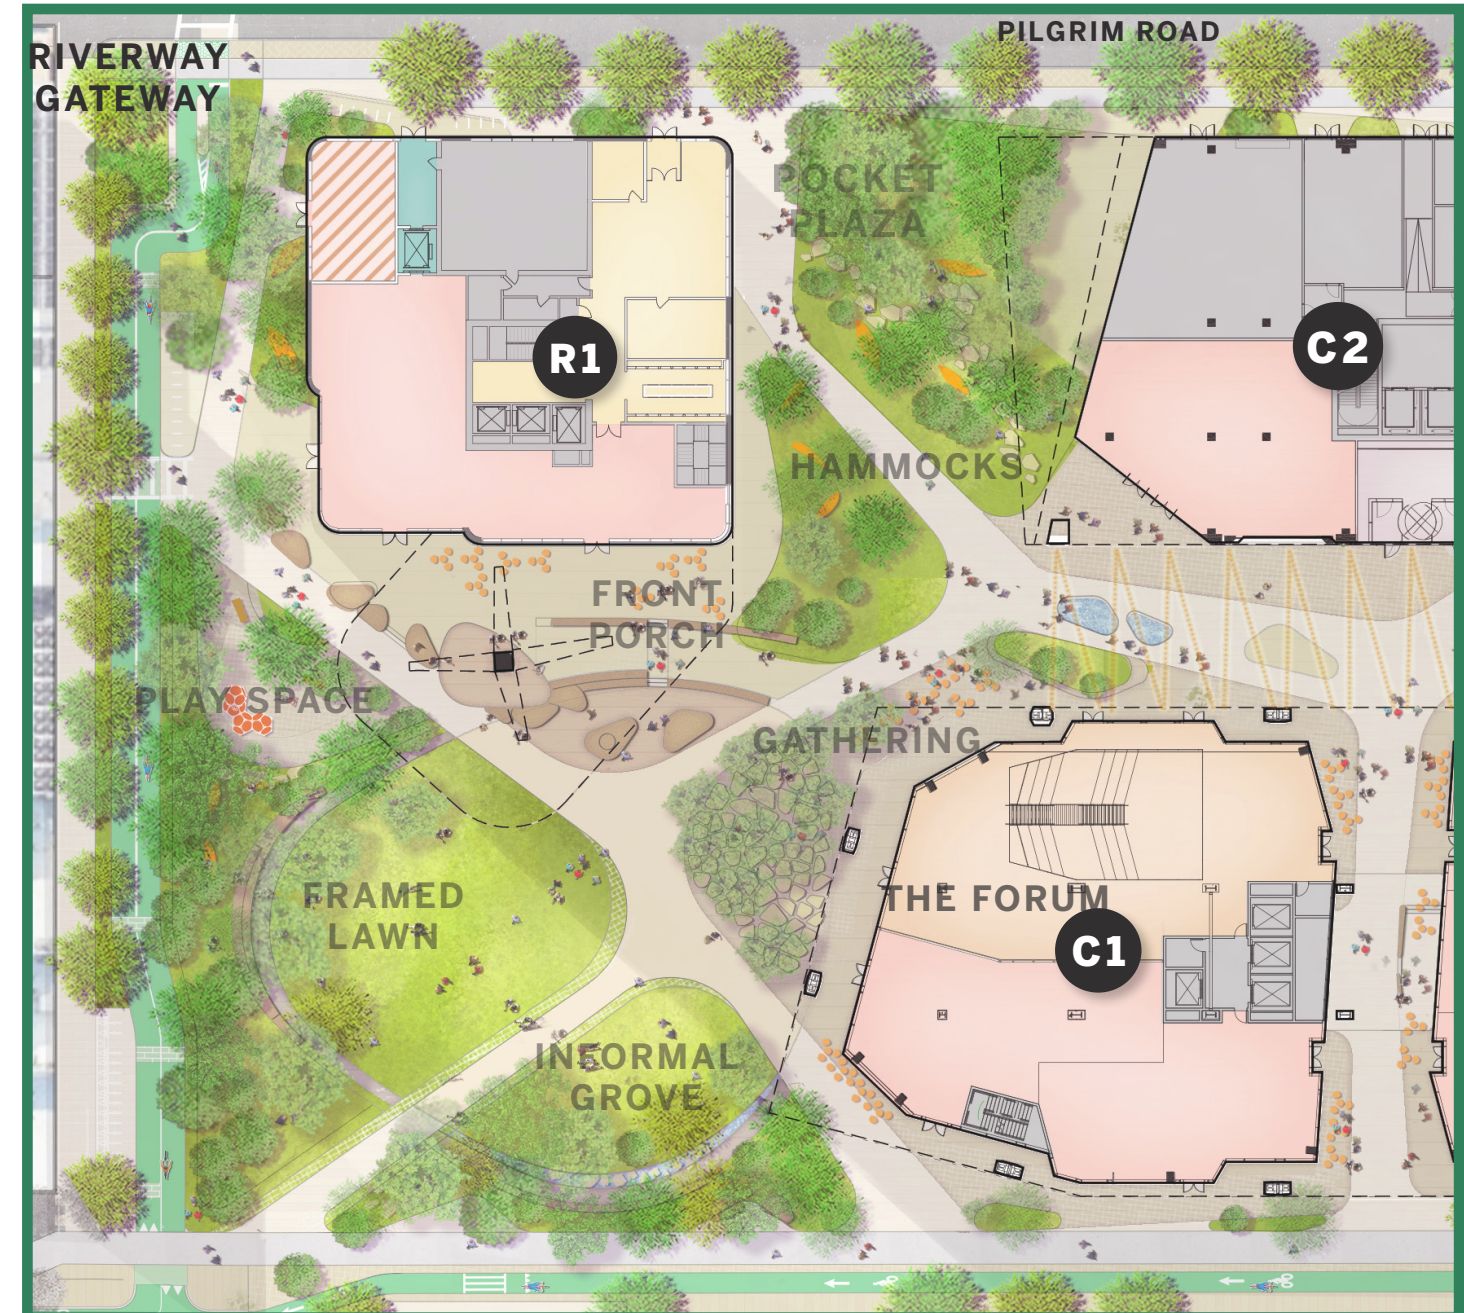 PILGRIM ROAD
RIVERWAY
GATEWAY
POCKET
PLAZA
R1
C2
HAMMOCKS
FRONT
PORCH
PLAY SPACE
GATHERING
FRAMED
LAWN
THE FORUM
C1
INFORMAL
GROVE